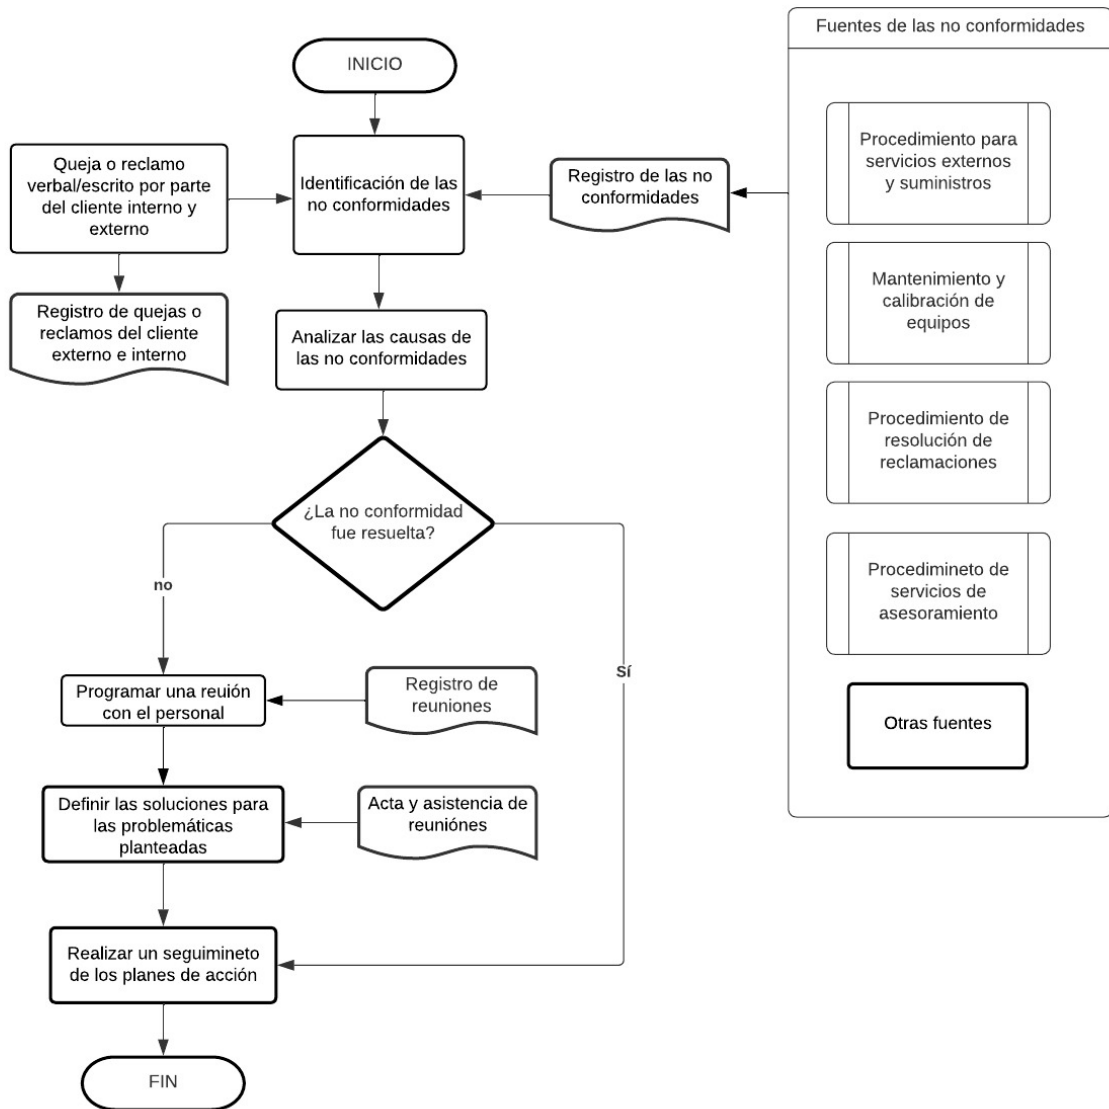 Fuentes de las no conformidades
INICIO
Queja o reclamo
verbal/escrito por parte
del cliente interno y
externo
Identificación de las
no conformidades
Registro de las no
conformidades
Procedimiento para
servicios externos
y suministros
Registro de quejas o
reclamos del cliente
externo e interno
Analizar las causas de
las no conformidades
Mantenimiento y
calibración de
equipos
Procedimiento de
resolución de
reclamaciones
¿La no conformidad
fue resuelta?
no
Sí
Procedimineto de
servicios de
asesoramiento
Programar una reuión
con el personal
Registro de
reuniones
Otras fuentes
Definir las soluciones para
las problemáticas
planteadas
Acta y asistencia de
reuniónes
Realizar un seguimineto
de los planes de acción
FIN